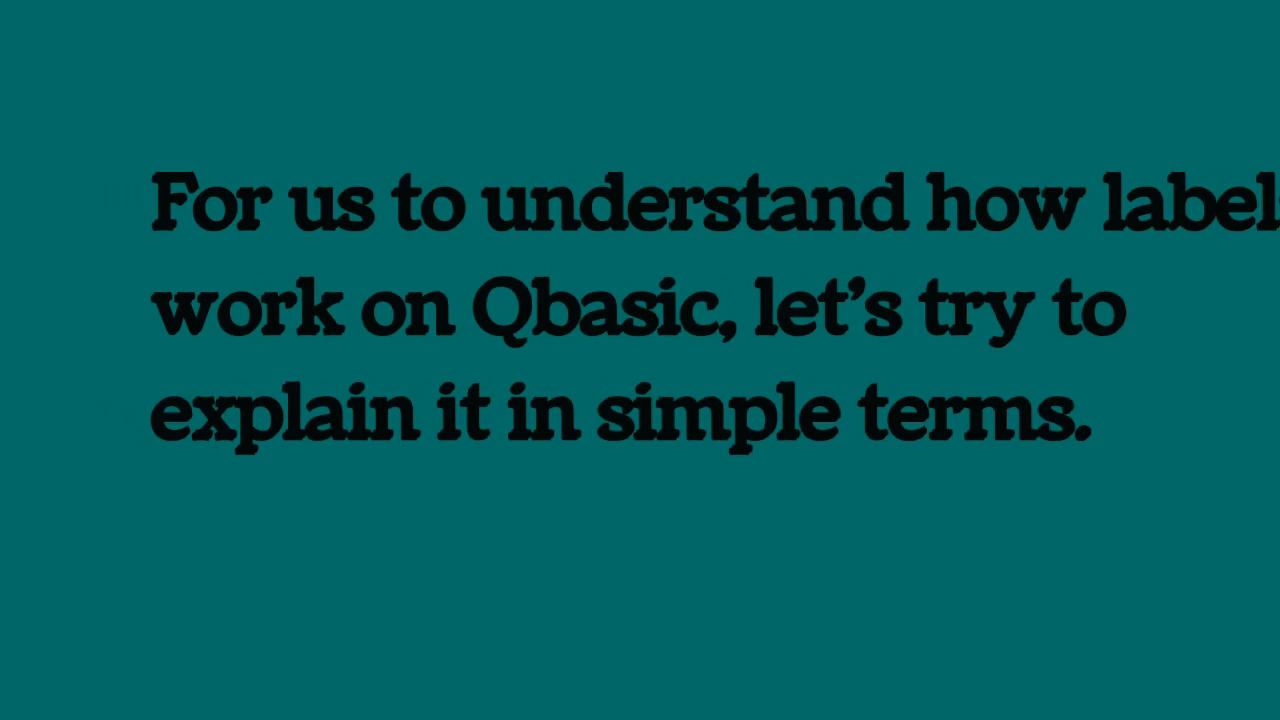 For us to understand how label
work on Qbasic, let’s try to
explain it in simple terms.